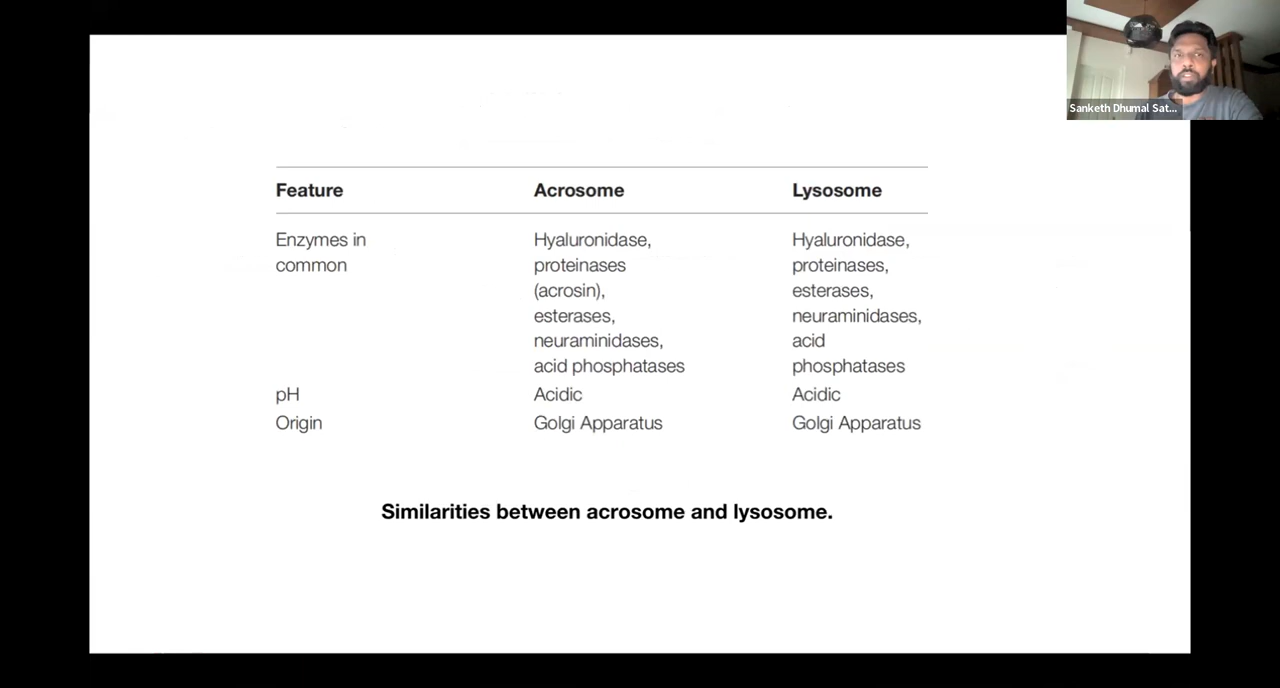 Sanketh Dhumal Sat...
Feature Acrosome Lysosome
Enzymes in Hyaluronidase, Hyaluronidase,
common proteinases proteinases,
(acrosin), esterases,
esterases, neuraminidases,
neuraminidases, acid
acid phosphatases phosphatases
pH Acidic Acidic
Origin Golgi Apparatus Golgi Apparatus
Similarities between acrosome and lysosome.